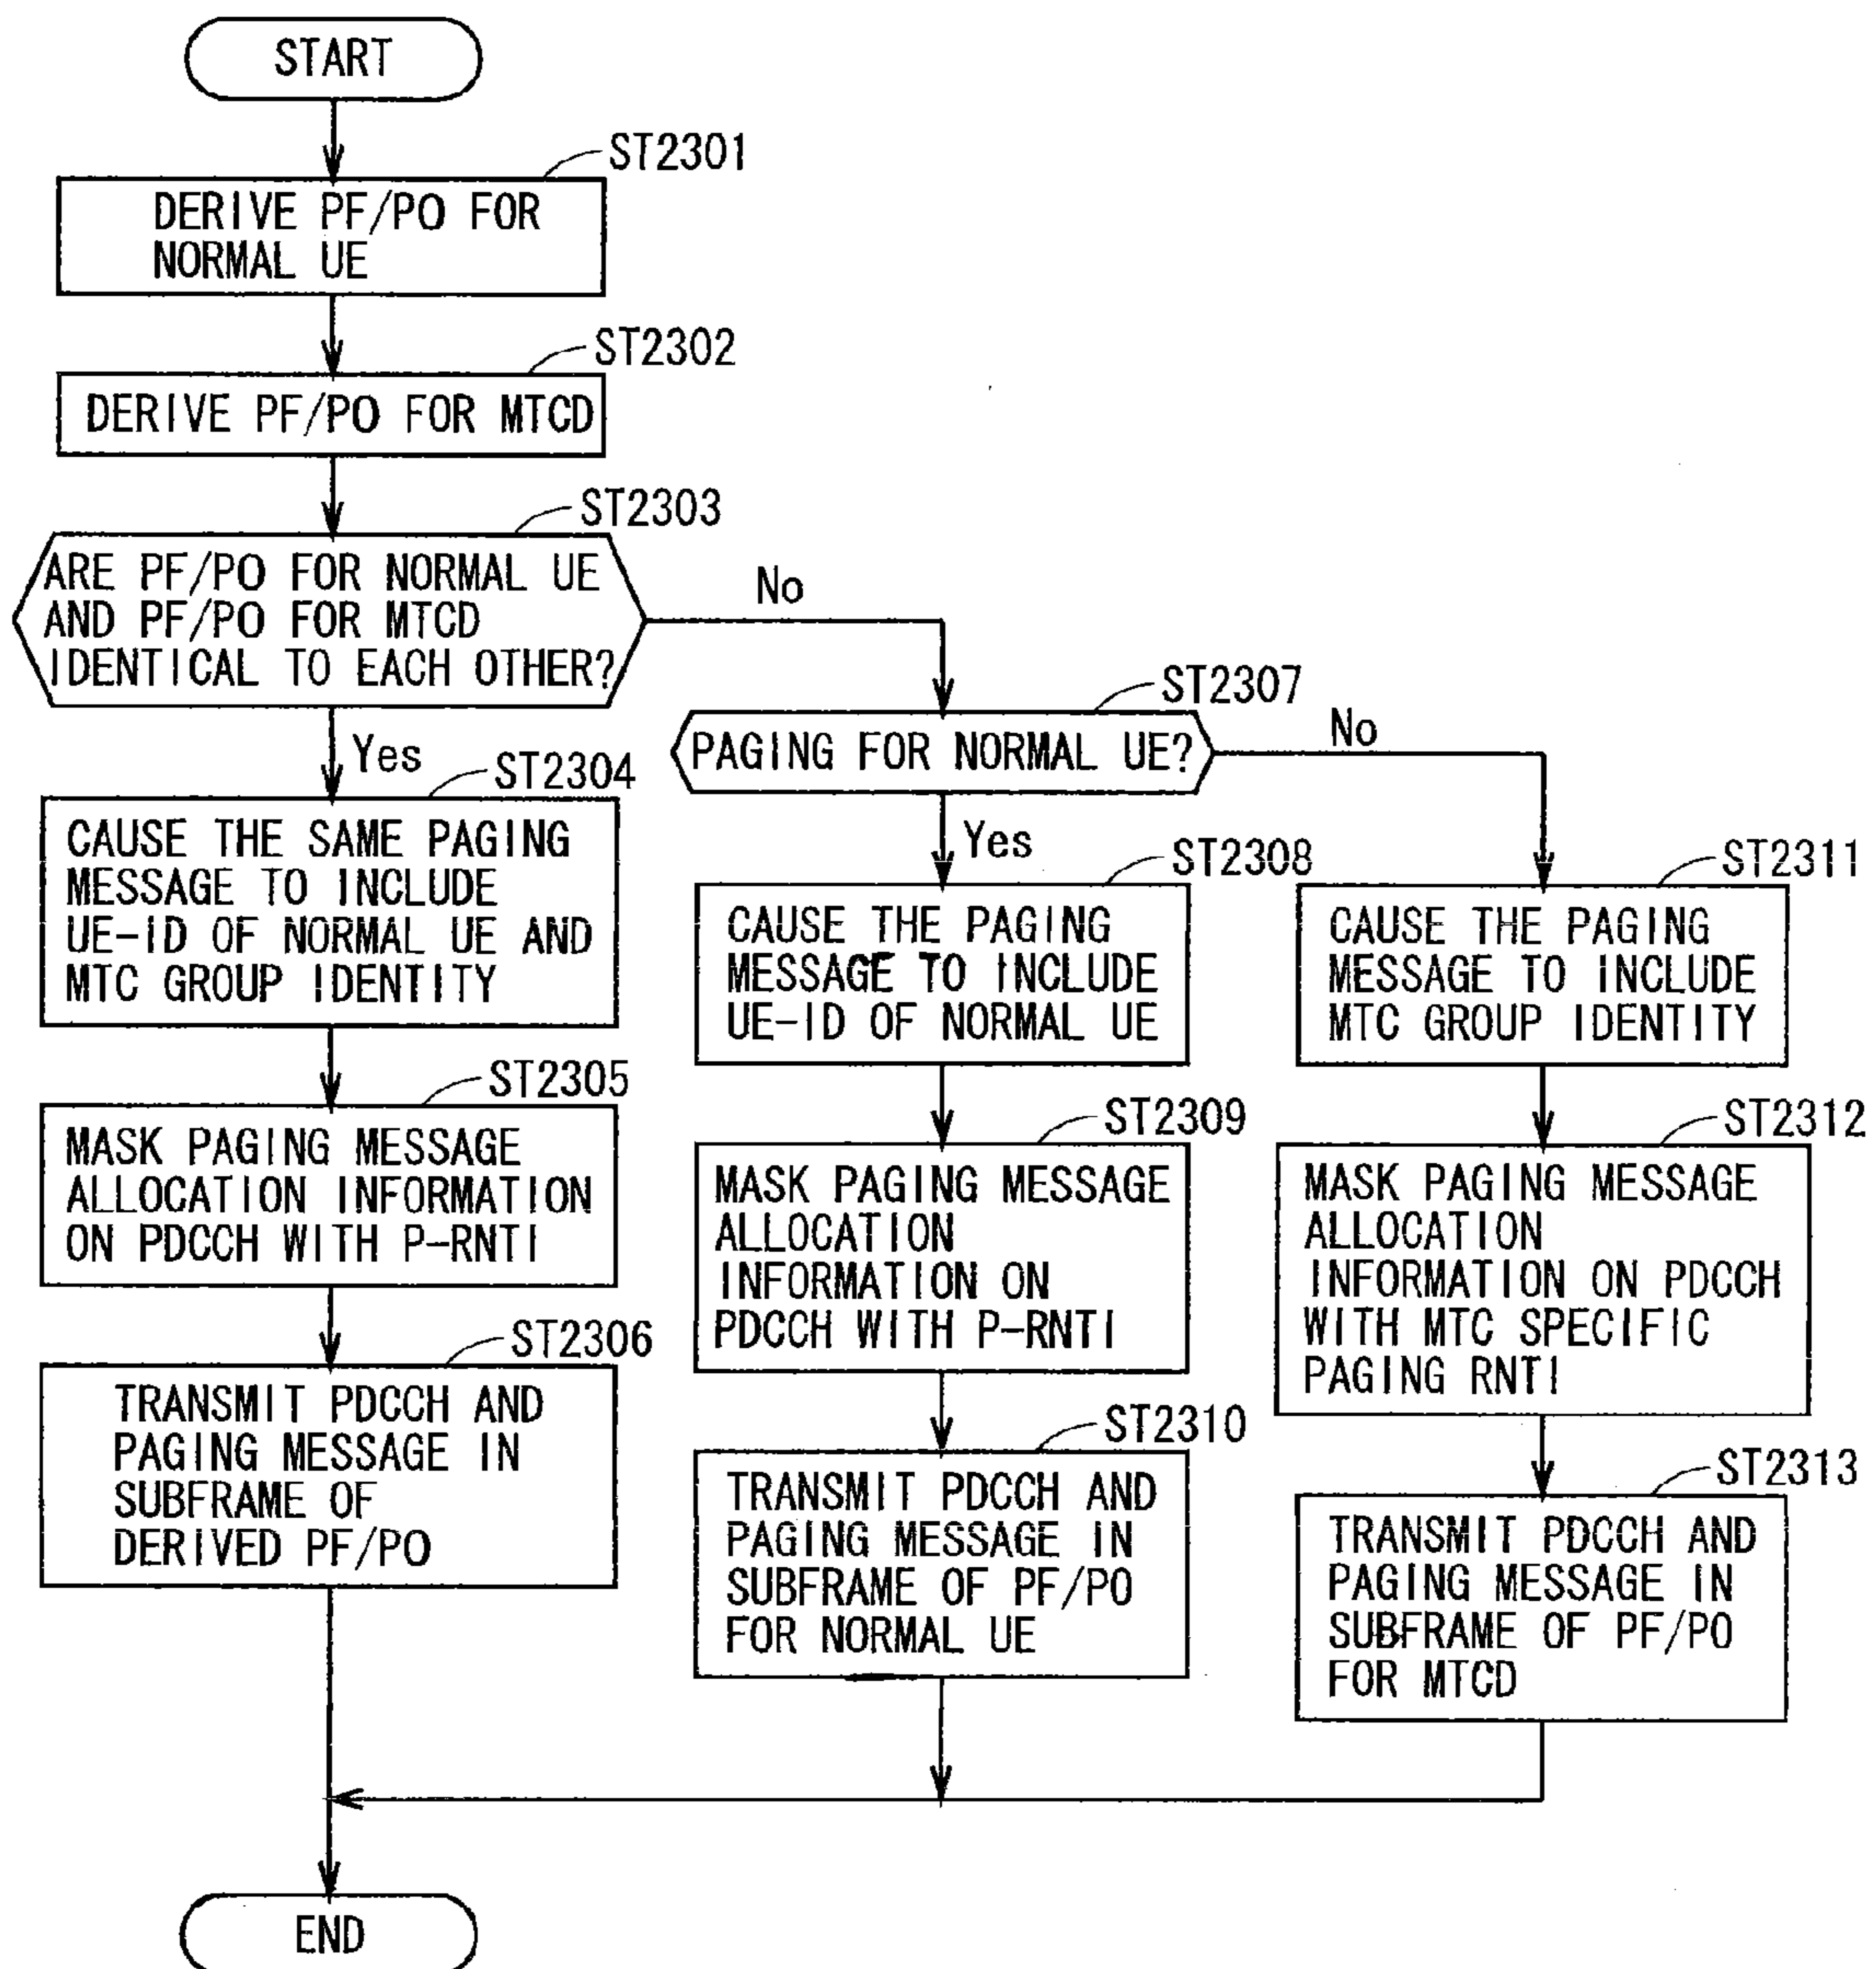 START
ST2301
DERIVE PF/PO FOR
NORMAL UE
ST2302
DERIVE PF/PO FOR MTCD
ST2303
ARE PF/PO FOR NORMAL UE
AND PF/PO FOR MTCD
IDENTICAL TO EACH OTHER?
No
Yes
ST2304
CAUSE THE SAME PAGING
MESSAGE TO INCLUDE
UE-ID OF NORMAL UE AND
MTC GROUP IDENTITY
ST2305
MASK PAGING MESSAGE
ALLOCATION INFORMATION
ON PDCCH WITH P-RNTI
ST2306
TRANSMIT PDCCH AND
PAGING MESSAGE IN
SUBFRAME OF
DERIVED PF/PO
ST2307
PAGING FOR NORMAL UE?
No
Yes
ST2308
CAUSE THE PAGING
MESSAGE TO INCLUDE
UE-ID OF NORMAL UE
ST2309
MASK PAGING MESSAGE
ALLOCATION
INFORMATION ON
PDCCH WITH P-RNTI
ST2310
TRANSMIT PDCCH AND
PAGING MESSAGE IN
SUBFRAME OF PF/PO
FOR NORMAL UE
ST2311
CAUSE THE PAGING
MESSAGE TO INCLUDE
MTC GROUP IDENTITY
ST2312
MASK PAGING MESSAGE
ALLOCATION
INFORMATION ON PDCCH
WITH MTC SPECIFIC
PAGING RNTI
ST2313
TRANSMIT PDCCH AND
PAGING MESSAGE IN
SUBFRAME OF PF/PO
FOR MTCD
END